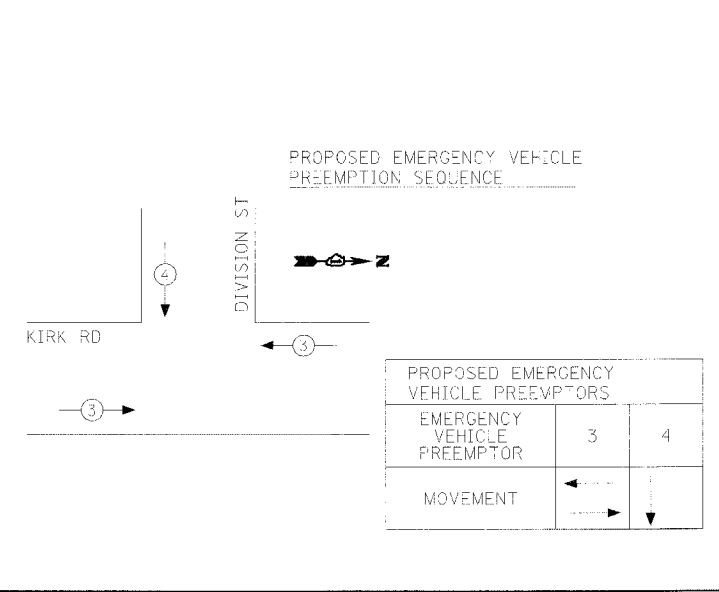 PROPOSED EMERGENCY VEHICLE
PREEMPTION SEQUENCE
DIVISION ST
N
4
KIRK RD
3
3
PROPOSED EMERGENCY
VEHICLE PREEMPTORS
EMERGENCY
VEHICLE
PREEMPTOR
3
4
MOVEMENT